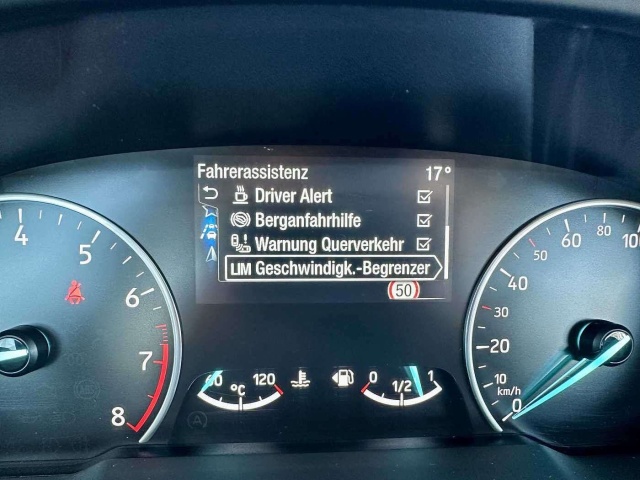 Fahrerassistenz 17°
Driver Alert
Berganfahrhilfe
Warnung Querverkehr
LIM Geschwindigk.-Begrenzer
50
4 5 6 7 8
0 10 20 30 40 50 60 100
km/h
60 °C 120
0 1/2 1
A